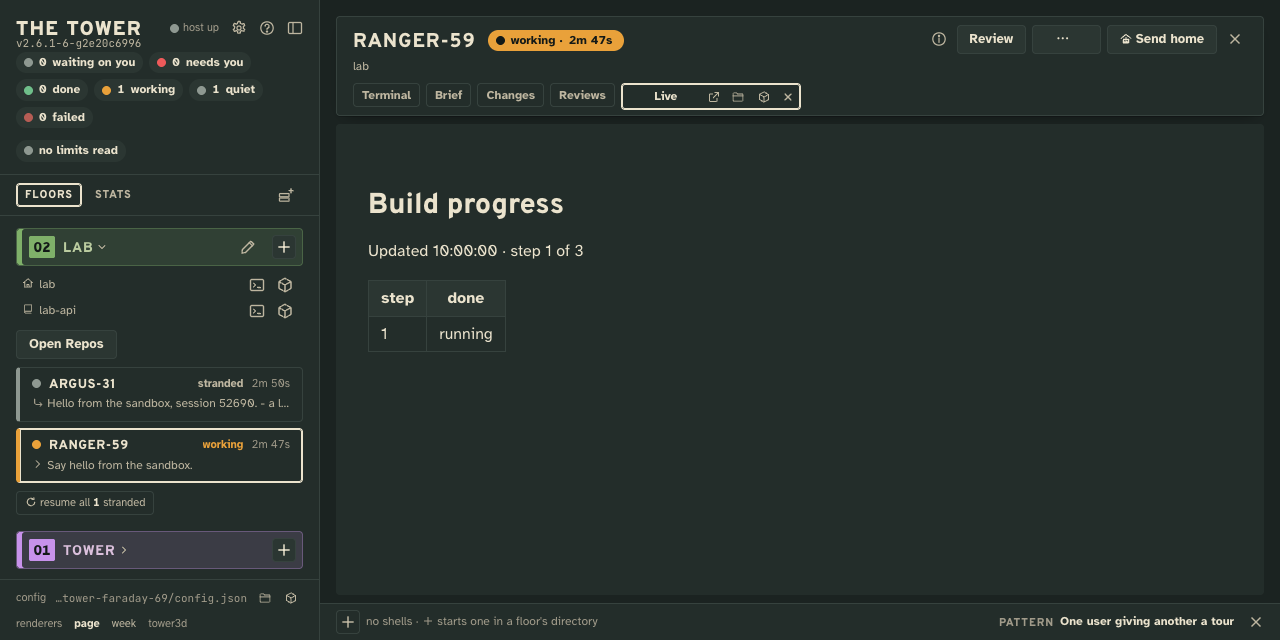 THE TOWER
host up
v2.6.1-6-g2e20c6996
0 waiting on you
0 needs you
0 done
1 working
1 quiet
0 failed
no limits read
FLOORS
STATS
02 LAB
lab
lab-api
Open Repos
ARGUS-31
stranded 2m 50s
Hello from the sandbox, session 52690. - a l…
RANGER-59
working 2m 47s
Say hello from the sandbox.
resume all 1 stranded
01 TOWER
config …tower-faraday-69/config.json
renderers page week tower3d
RANGER-59
working · 2m 47s
Review
···
Send home
lab
Terminal
Brief
Changes
Reviews
Live
Build progress
Updated 10:00:00 · step 1 of 3
step done
1 running
no shells · + starts one in a floor's directory
PATTERN One user giving another a tour